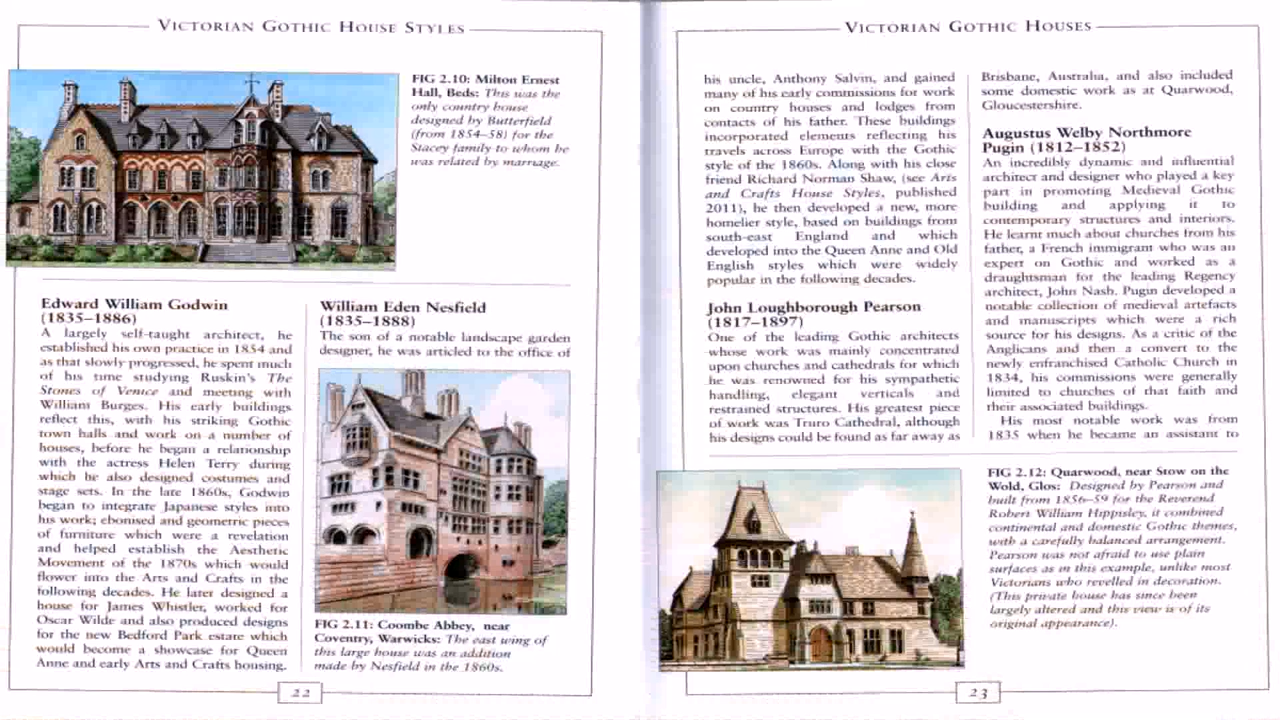 VICTORIAN GOTHIC HOUSE STYLES
FIG 2.10: Milton Ernest
Hall, Beds: This was the
only country house
designed by Butterfield
(from 1854–58) for the
Stacey family to whom he
was related by marriage.
Edward William Godwin
(1835–1886)
A largely self-taught architect, he
established his own practice in 1854 and
as that slowly progressed, he spent much
of his time studying Ruskin's The
Stones of Venice and meeting with
William Burges. His early buildings
reflect this, with his striking Gothic
town halls and work on a number of
houses, before he began a relationship
with the actress Helen Terry during
which he also designed costumes and
stage sets. In the late 1860s, Godwin
began to integrate Japanese styles into
his work; ebonised and geometric pieces
of furniture which were a revelation
and helped establish the Aesthetic
Movement of the 1870s which would
flower into the Arts and Crafts in the
following decades. He later designed a
house for James Whistler, worked for
Oscar Wilde and also produced designs
for the new Bedford Park estate which
would become a showcase for Queen
Anne and early Arts and Crafts housing.
William Eden Nesfield
(1835–1888)
The son of a notable landscape garden
designer, he was articled to the office of
FIG 2.11: Coombe Abbey, near
Coventry, Warwicks: The east wing of
this large house was an addition
made by Nesfield in the 1860s.
22
VICTORIAN GOTHIC HOUSES
his uncle, Anthony Salvin, and gained
many of his early commissions for work
on country houses and lodges from
contacts of his father. These buildings
incorporated elements reflecting his
travels across Europe with the Gothic
style of the 1860s. Along with his close
friend Richard Norman Shaw, (see Arts
and Crafts House Styles, published
2011), he then developed a new, more
homelier style, based on buildings from
south-east England and which
developed into the Queen Anne and Old
English styles which were widely
popular in the following decades.
John Loughborough Pearson
(1817–1897)
One of the leading Gothic architects
whose work was mainly concentrated
upon churches and cathedrals for which
he was renowned for his sympathetic
handling, elegant verticals and
restrained structures. His greatest piece
of work was Truro Cathedral, although
his designs could be found as far away as
Brisbane, Australia, and also included
some domestic work as at Quarwood,
Gloucestershire.
Augustus Welby Northmore
Pugin (1812–1852)
An incredibly dynamic and influential
architect and designer who played a key
part in promoting Medieval Gothic
building and applying it to
contemporary structures and interiors.
He learnt much about churches from his
father, a French immigrant who was an
expert on Gothic and worked as a
draughtsman for the leading Regency
architect, John Nash. Pugin developed a
notable collection of medieval artefacts
and manuscripts which were a rich
source for his designs. As a critic of the
Anglicans and then a convert to the
newly enfranchised Catholic Church in
1834, his commissions were generally
limited to churches of that faith and
their associated buildings.
His most notable work was from
1835 when he became an assistant to
FIG 2.12: Quarwood, near Stow on the
Wold, Glos: Designed by Pearson and
built from 1856–59 for the Reverend
Robert William Hippisley, it combined
continental and domestic Gothic themes,
with a carefully balanced arrangement.
Pearson was not afraid to use plain
surfaces as in this example, unlike most
Victorians who revelled in decoration.
(This private house has since been
largely altered and this view is of its
original appearance).
23